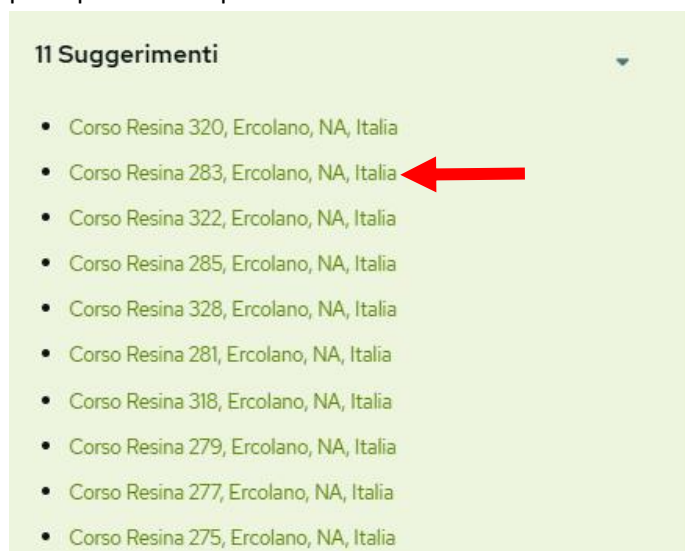 11 Suggerimenti
Corso Resina 320, Ercolano, NA, Italia
Corso Resina 283, Ercolano, NA, Italia
Corso Resina 322, Ercolano, NA, Italia
Corso Resina 285, Ercolano, NA, Italia
Corso Resina 328, Ercolano, NA, Italia
Corso Resina 281, Ercolano, NA, Italia
Corso Resina 318, Ercolano, NA, Italia
Corso Resina 279, Ercolano, NA, Italia
Corso Resina 277, Ercolano, NA, Italia
Corso Resina 275, Ercolano, NA, Italia